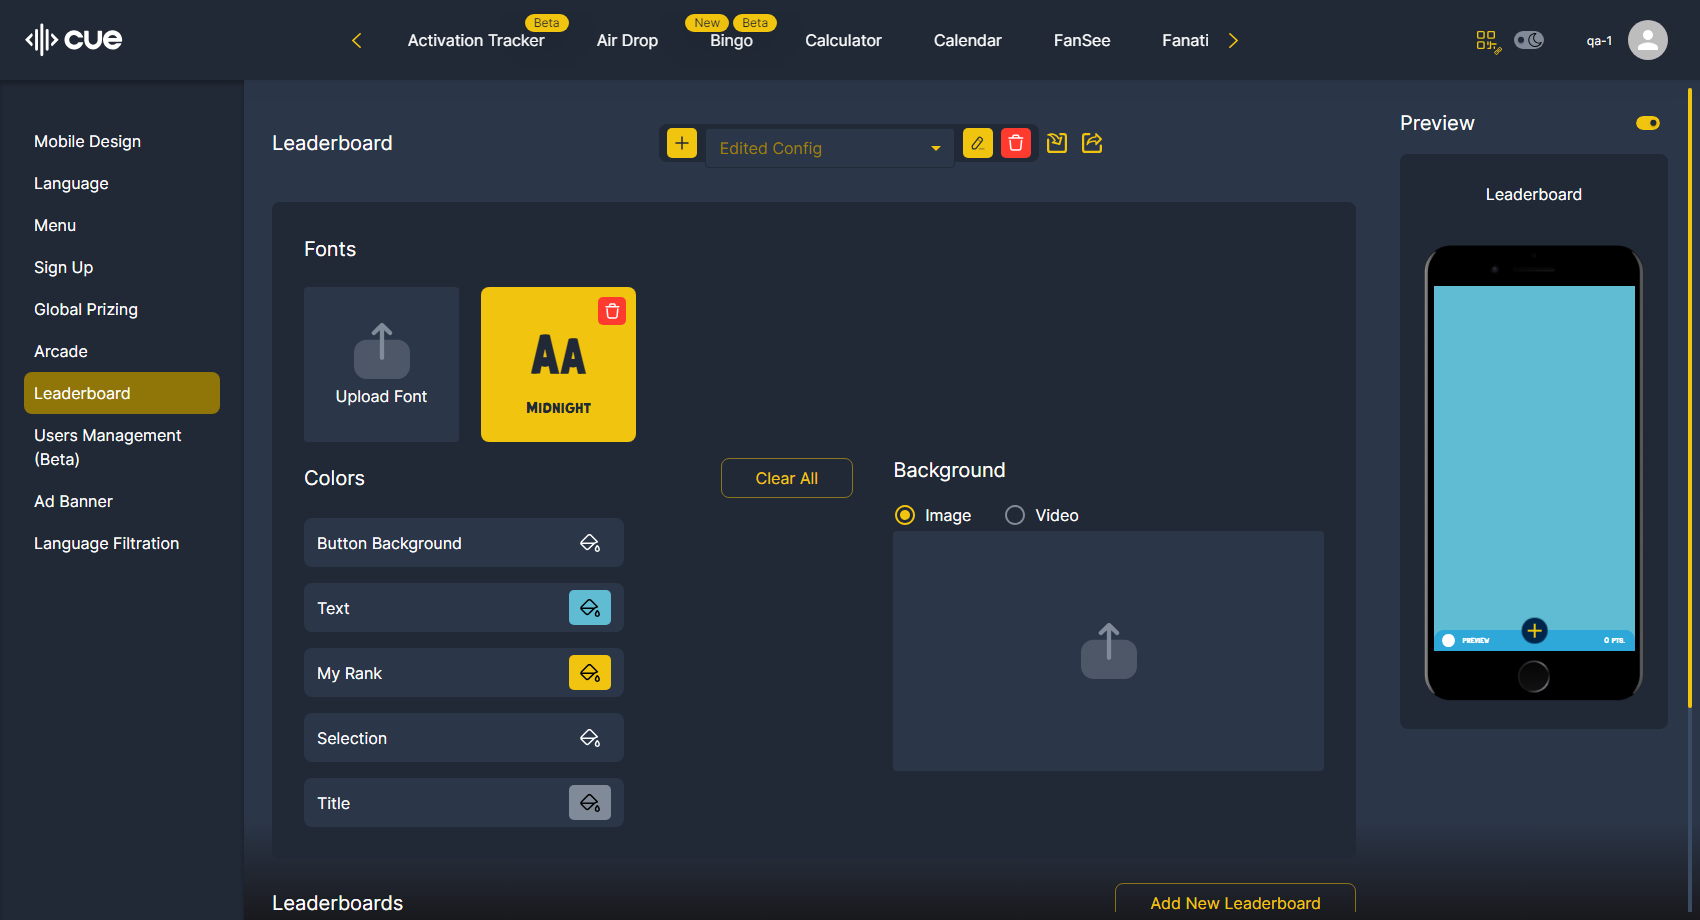 cue
Beta
New
Beta
Activation Tracker
Air Drop
Bingo
Calculator
Calendar
FanSee
Fanati
qa-1
Mobile Design
Language
Menu
Sign Up
Global Prizing
Arcade
Leaderboard
Users Management
(Beta)
Ad Banner
Language Filtration
Leaderboard
Edited Config
Fonts
Upload Font
AA
MIDNIGHT
Colors
Clear All
Button Background
Text
My Rank
Selection
Title
Background
Image
Video
Leaderboards
Add New Leaderboard
Preview
Leaderboard
PREVIEW
0 PTS.